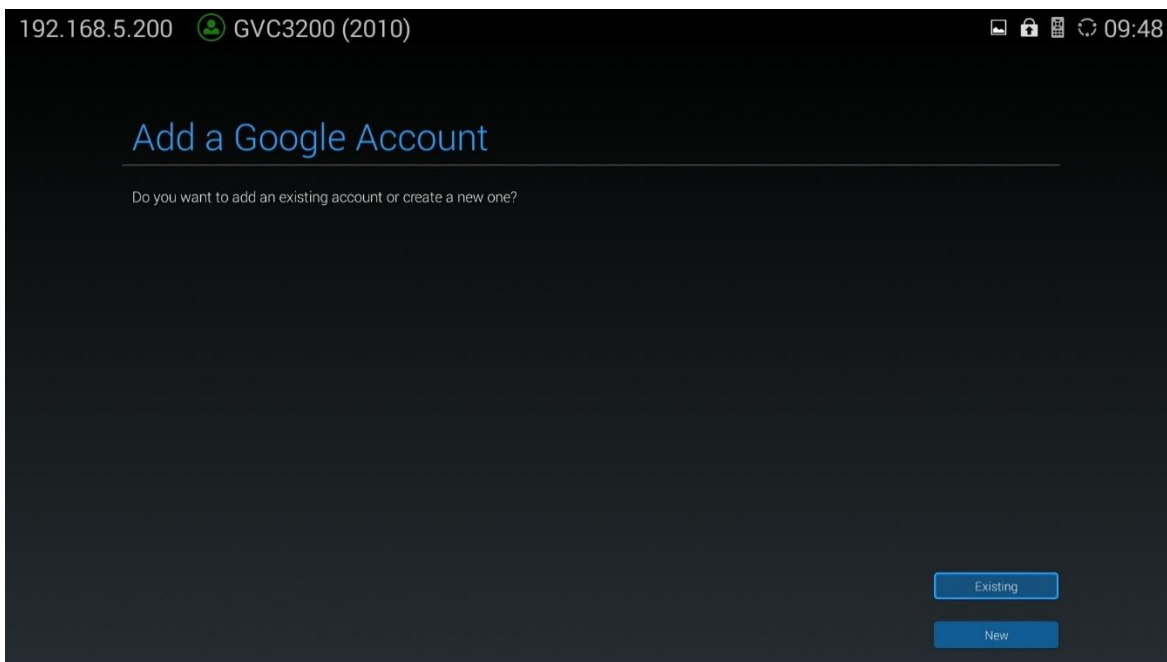 192.168.5.200 GVC3200 (2010) 09:48
Add a Google Account
Do you want to add an existing account or create a new one?
Existing
New